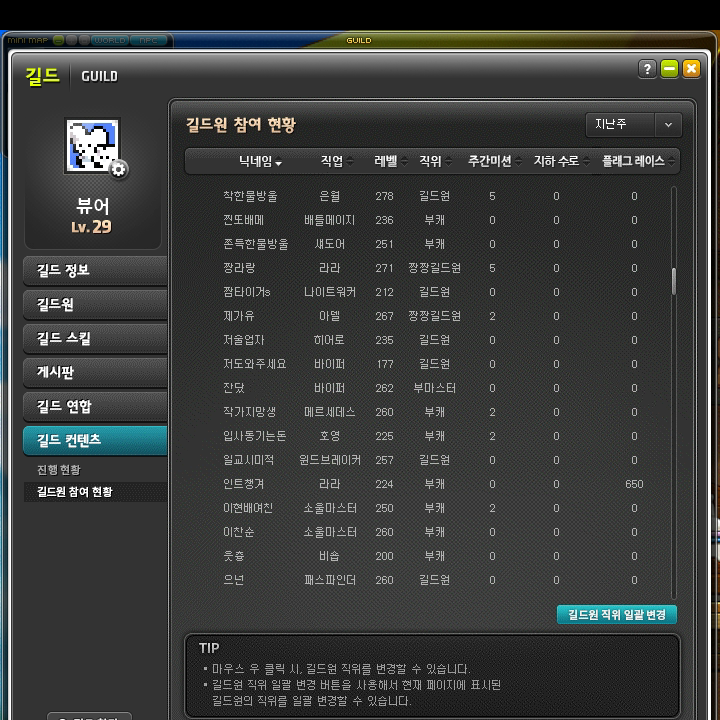 MINI MAP WORLD NPC
GUILD
길드 GUILD
?
뷰어
Lv.29
길드 정보
길드원
길드 스킬
게시판
길드 연합
길드 컨텐츠
진행 현황
길드원 참여 현황
길드원 참여 현황
지난주
닉네임 직업 레벨 직위 주간미션 지하 수로 플래그 레이스
착한물방울 은월 278 길드원 5 0 0
찐또배메 배틀메이지 236 부캐 0 0 0
존득한물방울 섀도어 251 부캐 0 0 0
짱라랑 라라 271 짱짱길드원 5 0 0
짬타이거s 나이트워커 212 길드원 0 0 0
제가유 아델 267 짱짱길드원 2 0 0
저울업자 히어로 235 길드원 0 0 0
저도와주세요 바이퍼 177 길드원 0 0 0
잔닺 바이퍼 262 부마스터 0 0 0
작가지망생 메르세데스 260 부캐 2 0 0
입사동기는돈 호영 225 부캐 2 0 0
일교시미적 윈드브레이커 257 길드원 0 0 0
인트챙겨 라라 224 부캐 0 0 650
이현배여친 소울마스터 250 부캐 2 0 0
이찬순 소울마스터 260 부캐 0 0 0
웃흉 비숍 200 부캐 0 0 0
으넌 패스파인더 260 길드원 0 0 0
길드원 직위 일괄 변경
TIP
• 마우스 우 클릭 시, 길드원 직위를 변경할 수 있습니다.
• 길드원 직위 일괄 변경 버튼을 사용해서 현재 페이지에 표시된
길드원의 직위를 일괄 변경할 수 있습니다.